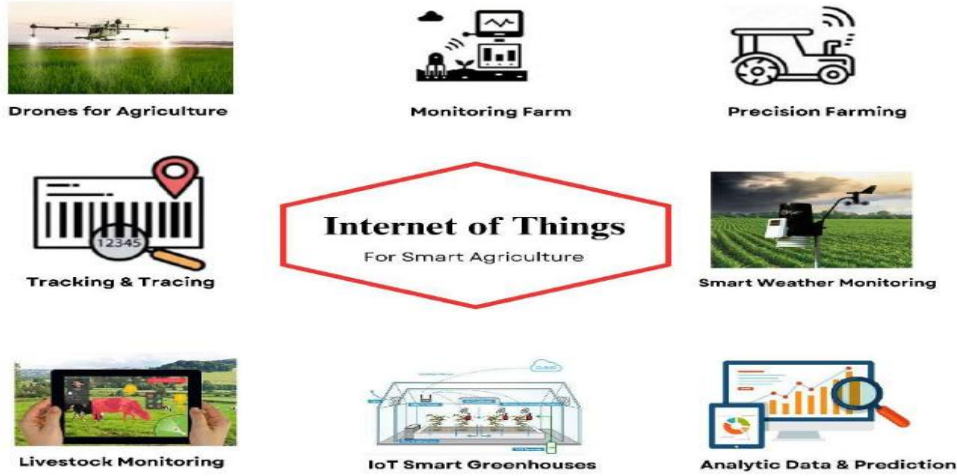 Drones for Agriculture
Monitoring Farm
Precision Farming
12345
Tracking & Tracing
Internet of Things
For Smart Agriculture
Smart Weather Monitoring
Livestock Monitoring
CLOUD
IoT Smart Greenhouses
Analytic Data & Prediction